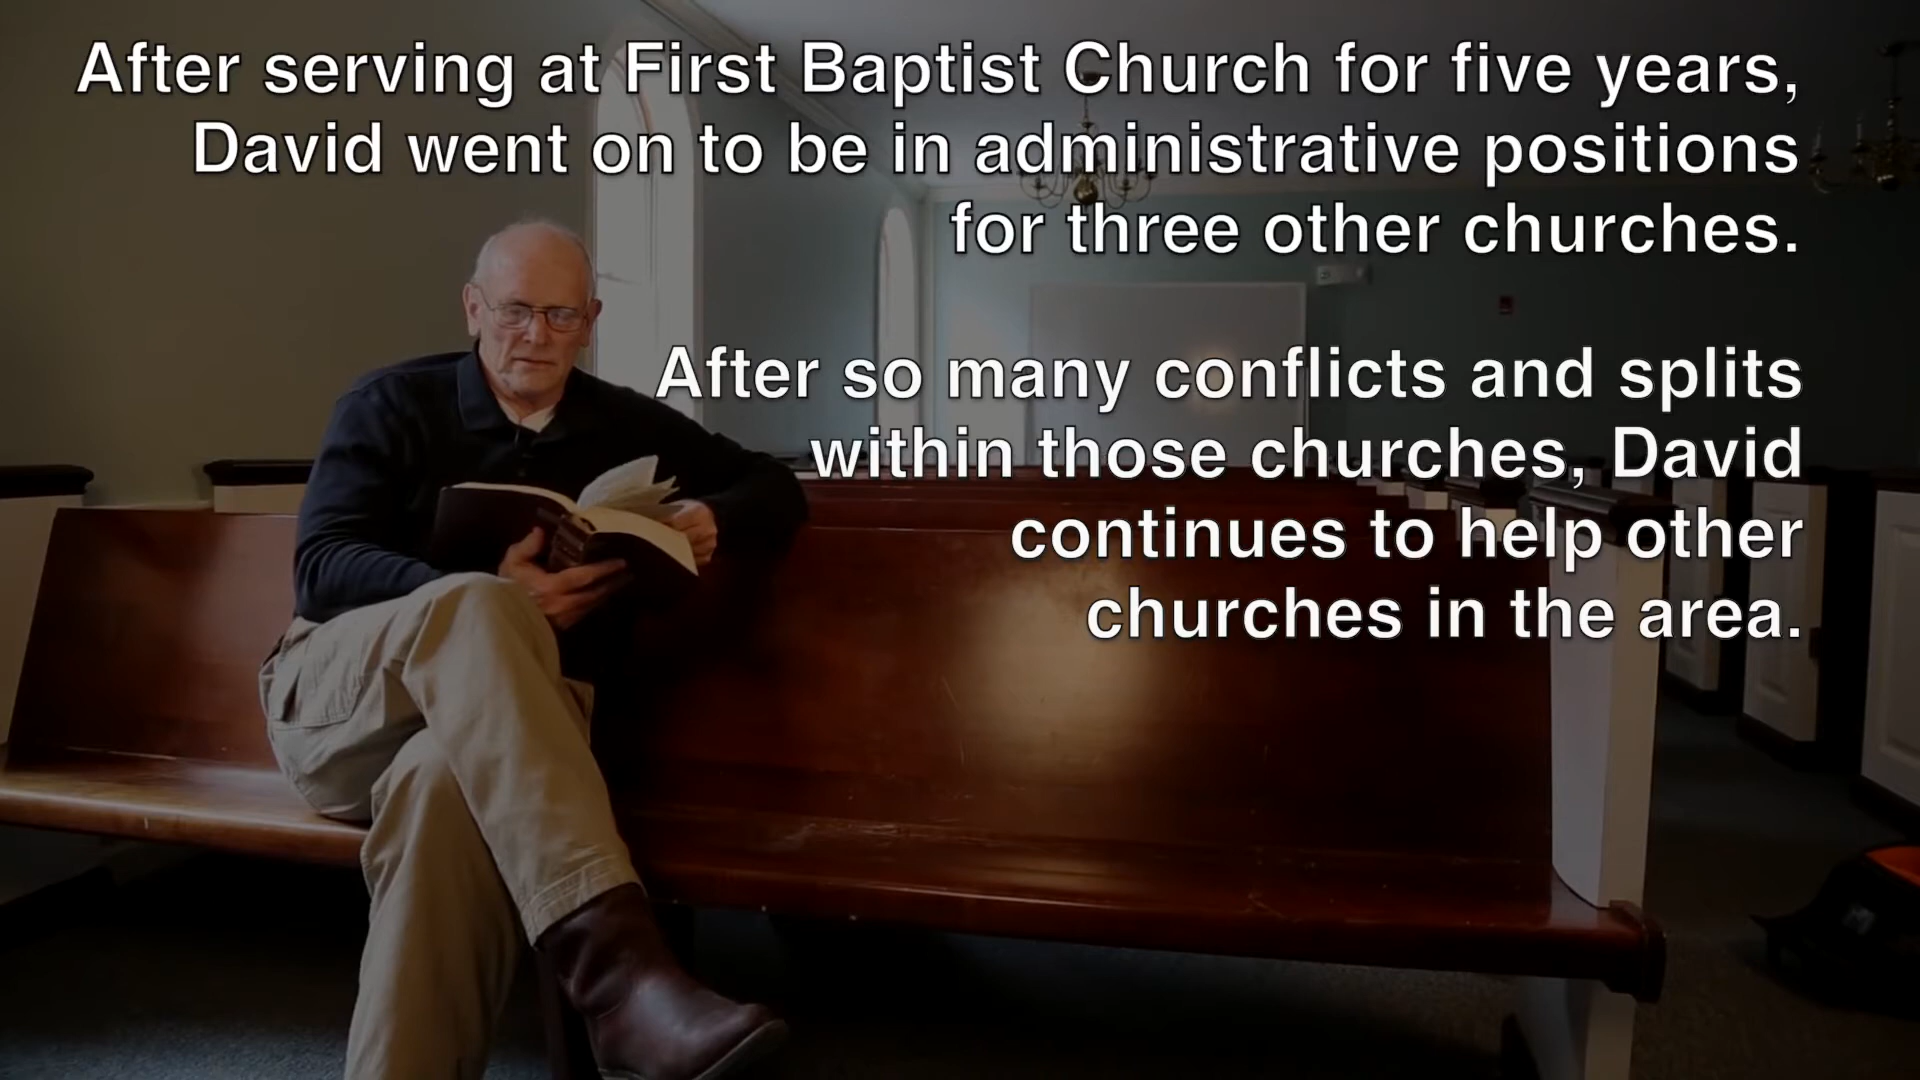 After serving at First Baptist Church for five years,
David went on to be in administrative positions
for three other churches.
After so many conflicts and splits
within those churches, David
continues to help other
churches in the area.